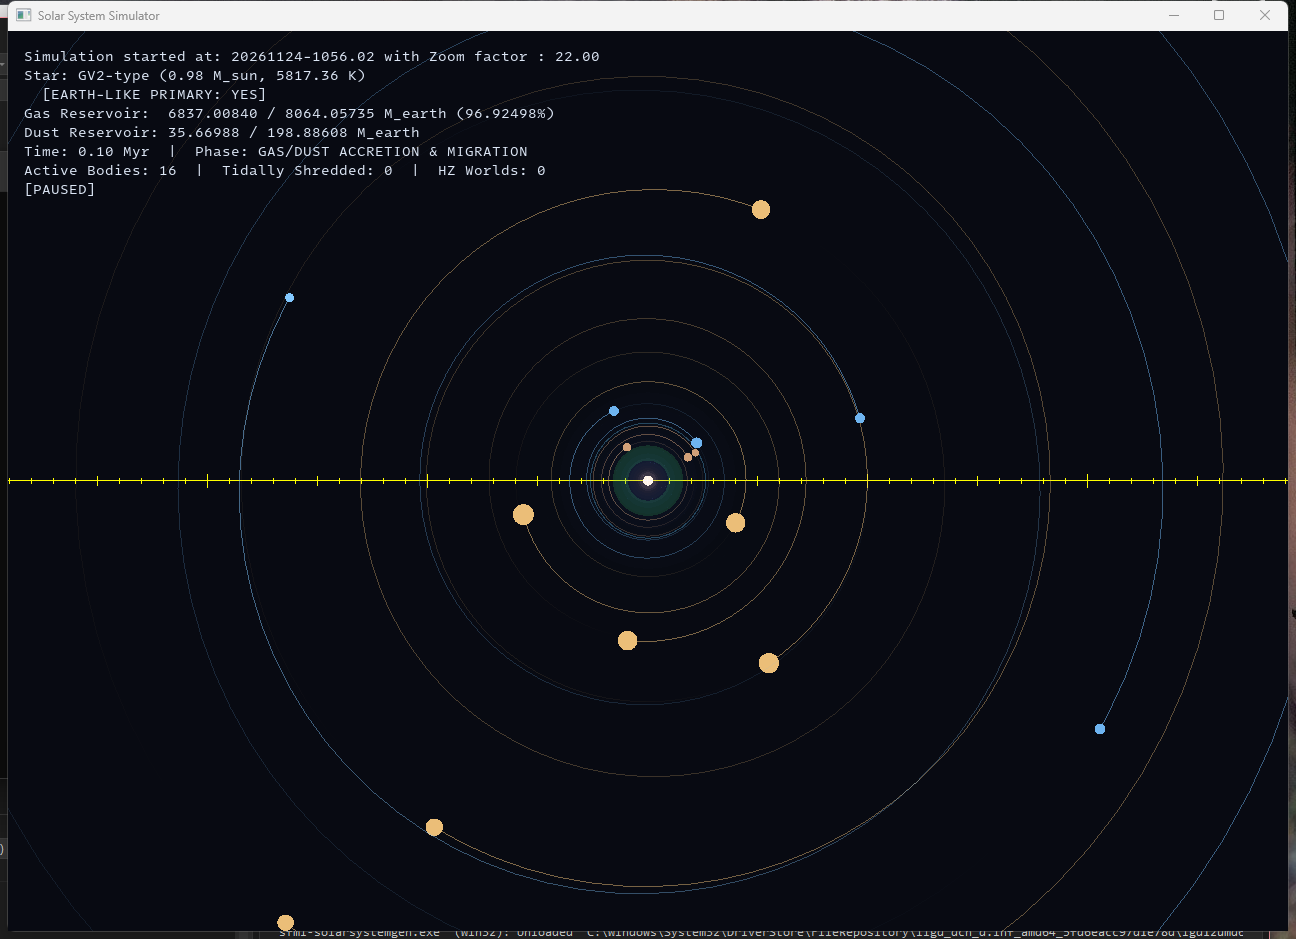 Solar System Simulator
Simulation started at: 20261124-1056.02 with Zoom factor : 22.00
Star: GV2-type (0.98 M_sun, 5817.36 K)
[EARTH-LIKE PRIMARY: YES]
Gas Reservoir:  6837.00840 / 8064.05735 M_earth (96.92498%)
Dust Reservoir: 35.66988 / 198.88608 M_earth
Time: 0.10 Myr  |  Phase: GAS/DUST ACCRETION & MIGRATION
Active Bodies: 16  |  Tidally Shredded: 0  |  HZ Worlds: 0
[PAUSED]
)
(Win32): Unloaded